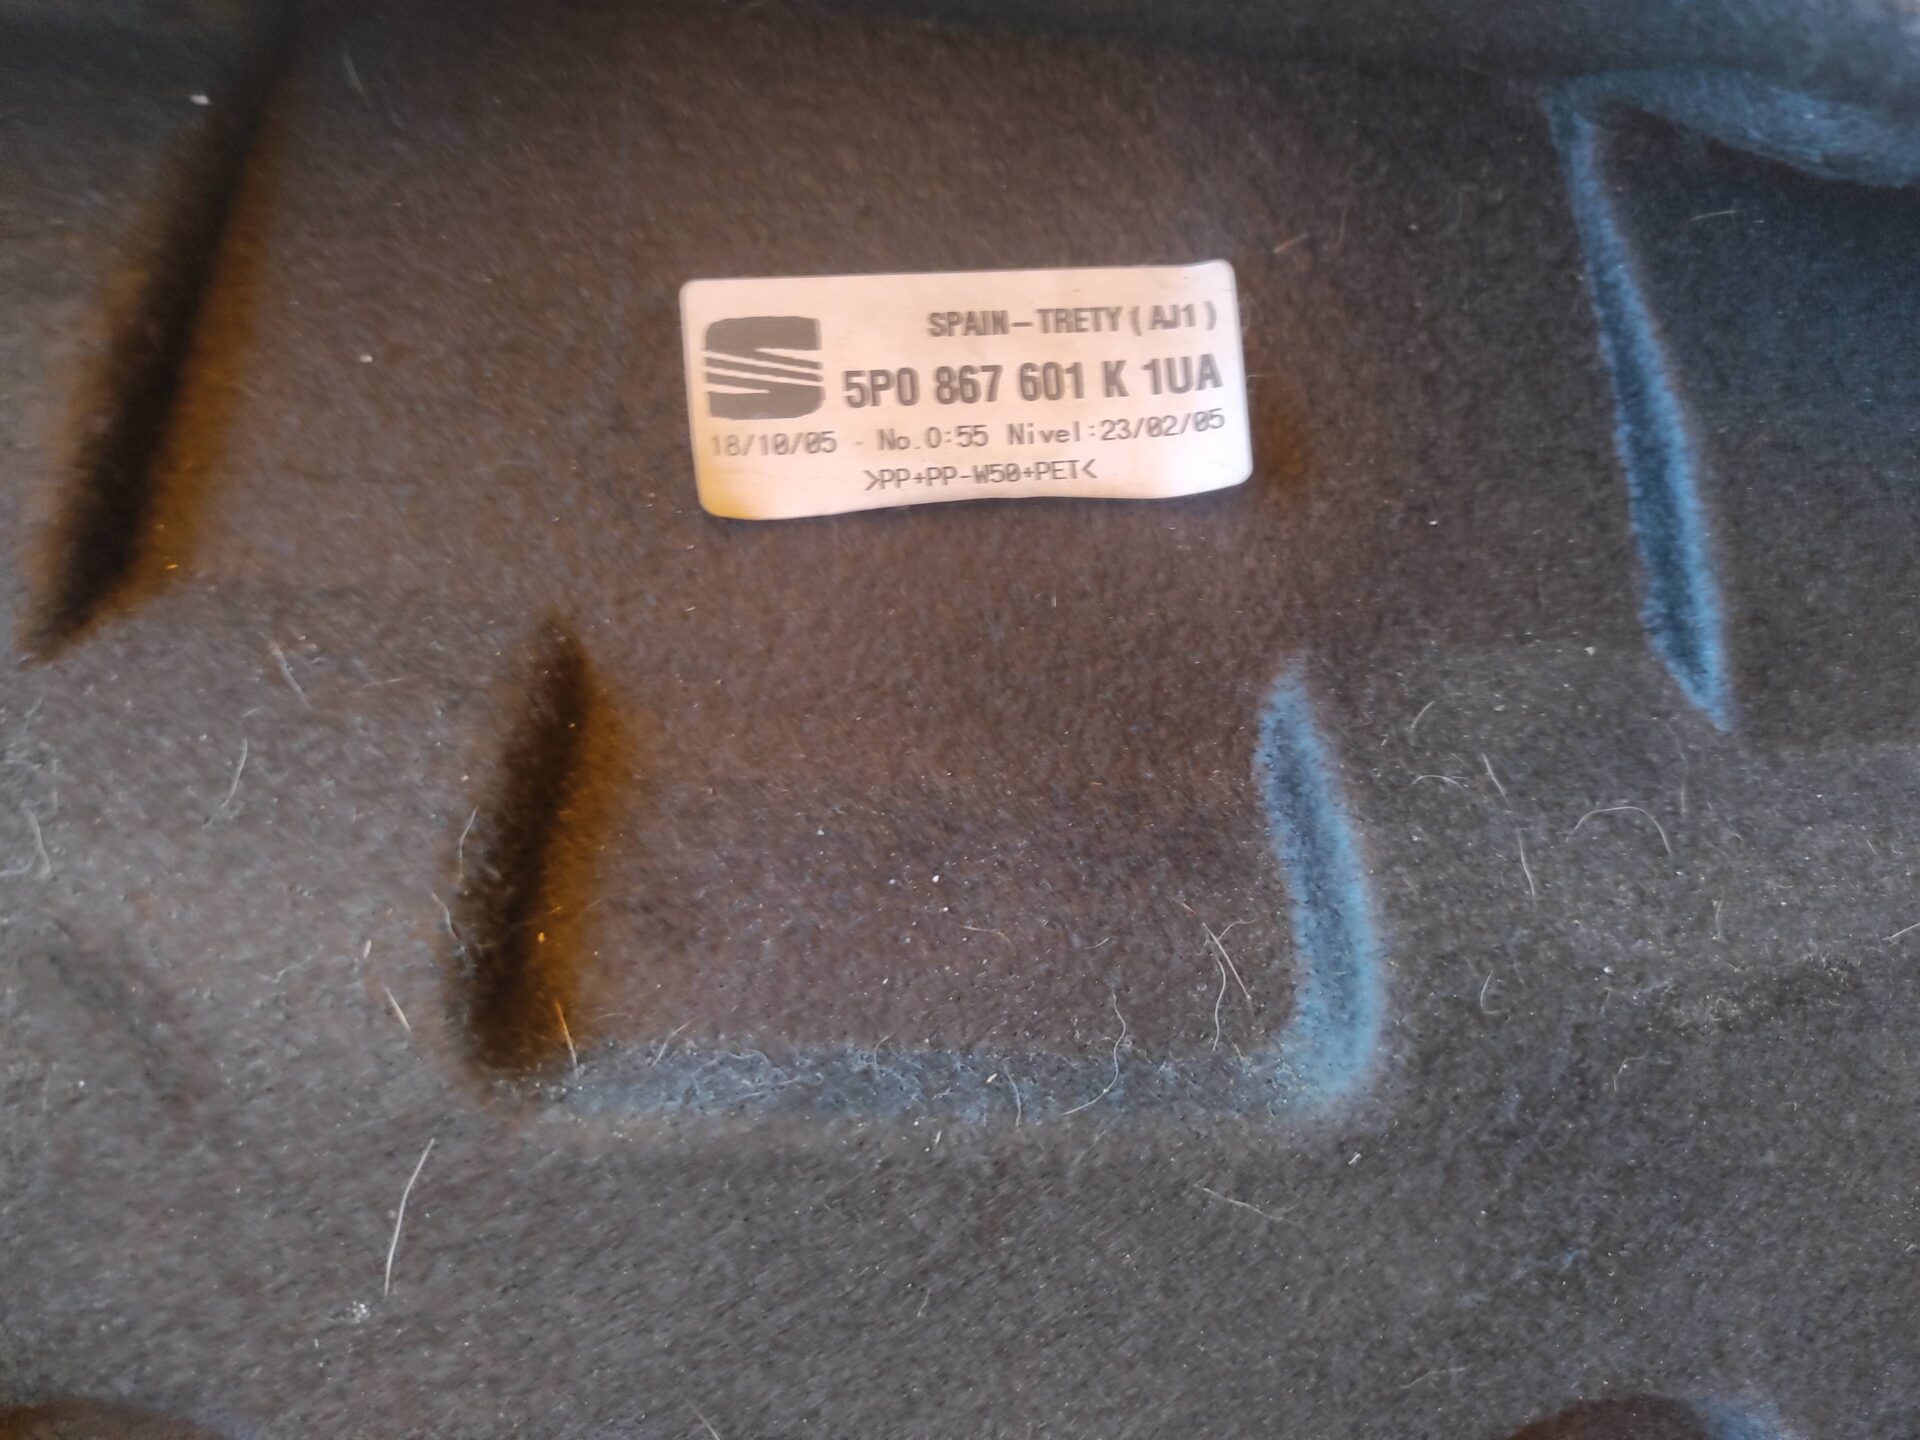 SPAIN-TRETY (AJ1)
5P0 867 601 K 1UA
18/10/05 - No.0:55 Nivel:23/02/05
>PP+PP-W50+PET<